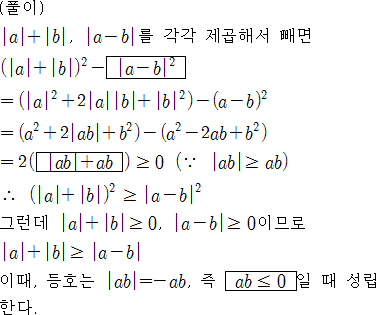 (풀이)
|a|+|b|, |a−b|를 각각 제곱해서 빼면
(|a|+|b|)²−|a−b|²
=(|a|²+2|a||b|+|b|²)−(a−b)²
=(a²+2|ab|+b²)−(a²−2ab+b²)
=2(|ab|+ab)≥0 (∵ |ab|≥ab)
∴ (|a|+|b|)²≥|a−b|²
그런데 |a|+|b|≥0, |a−b|≥0이므로
|a|+|b|≥|a−b|
이때, 등호는 |ab|=−ab, 즉 ab≤0일 때 성립
한다.